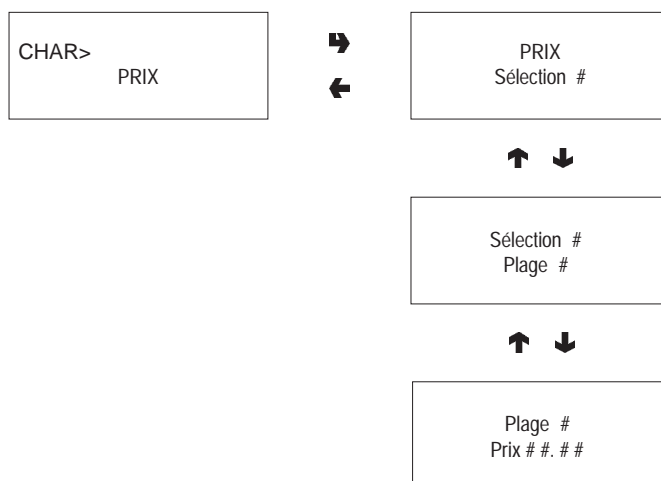 CHAR>
PRIX
PRIX
Sélection #
Sélection #
Plage #
Plage #
Prix # #. # #